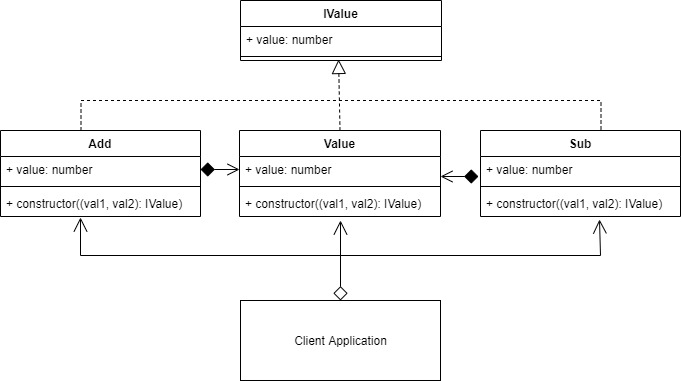 IValue
+ value: number
Add
+ value: number
+ constructor((val1, val2): IValue)
Value
+ value: number
+ constructor((val1, val2): IValue)
Sub
+ value: number
+ constructor((val1, val2): IValue)
Client Application